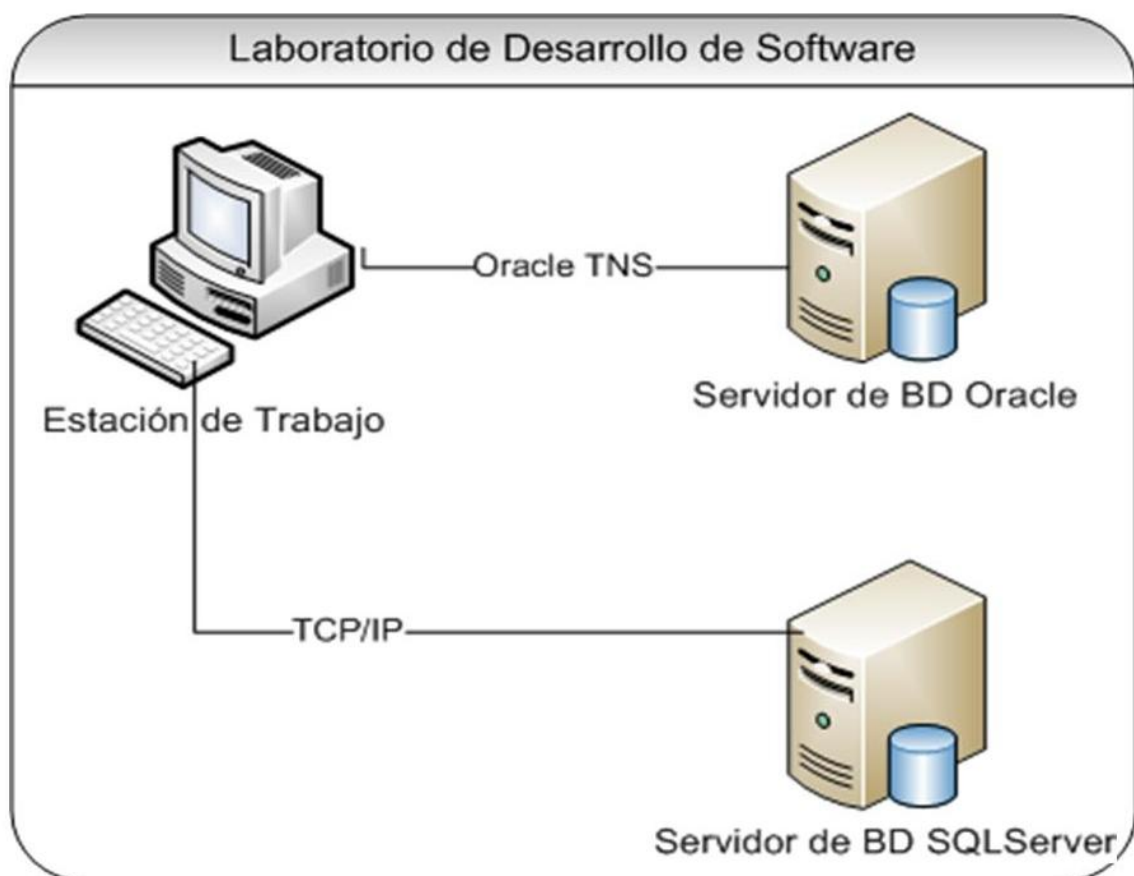 Laboratorio de Desarrollo de Software
Oracle TNS
Servidor de BD Oracle
Estación de Trabajo
TCP/IP
Servidor de BD SQLServer